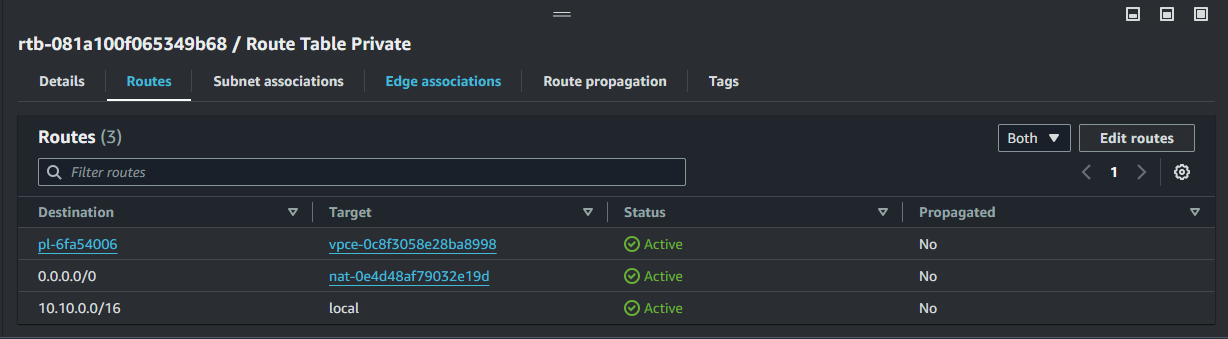 rtb-081a100f065349b68 / Route Table Private
Details Routes Subnet associations Edge associations Route propagation Tags
Routes (3) Both Edit routes
Filter routes 1
Destination Target Status Propagated
pl-6fa54006 vpce-0c8f3058e28ba8998 Active No
0.0.0.0/0 nat-0e4d48af79032e19d Active No
10.10.0.0/16 local Active No